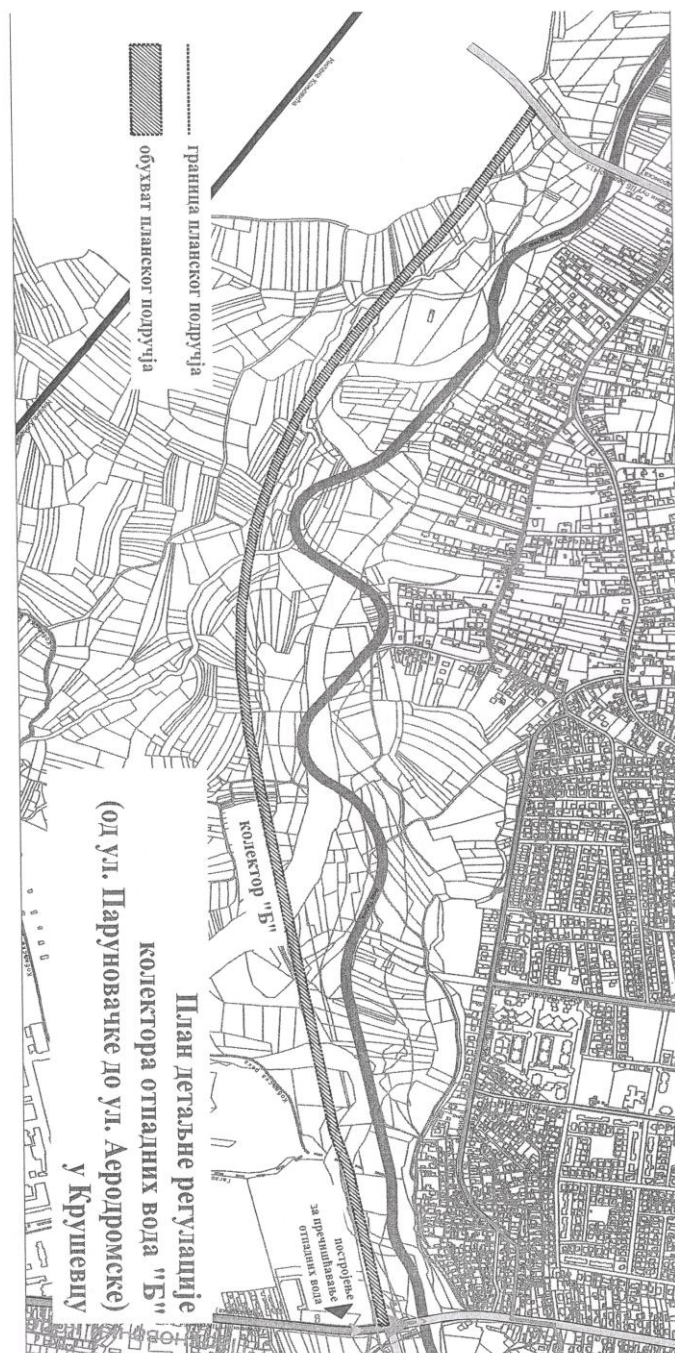 граница планског подручја
обухват планског подручја
План детаљне регулације
колектора отпадних вода "Б"
(од ул. Паруновачке до ул. Аеродромске)
у Крушевцу
колектор "Б"
постројење
за пречишћавање
отпадних вода